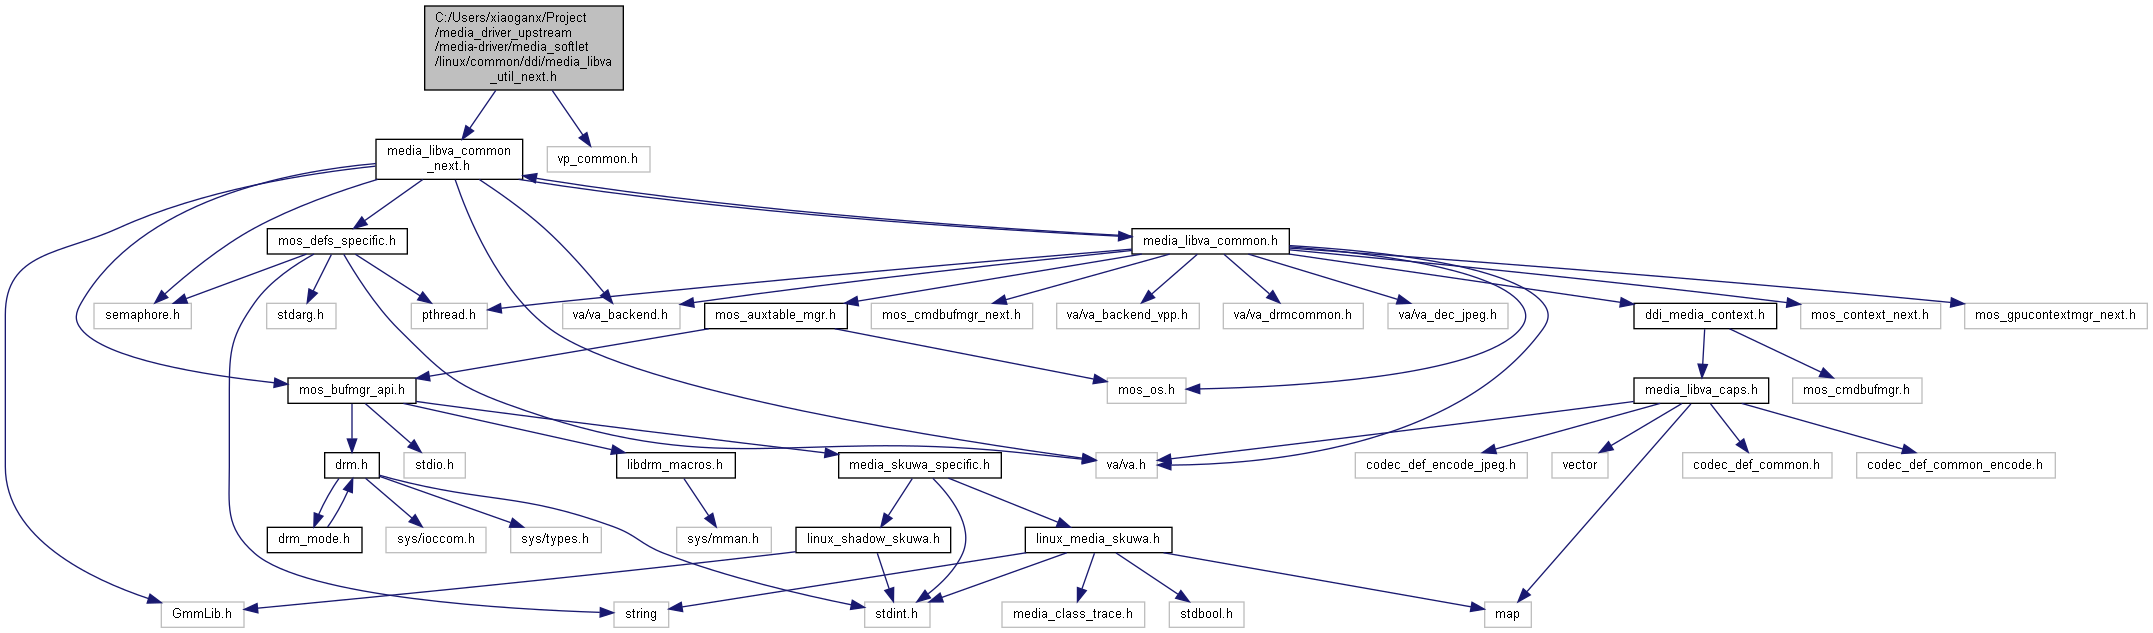 C:/Users/xiaoganx/Project
/media_driver_upstream
/media-driver/media_softlet
/linux/common/ddi/media_libva
_util_next.h
media_libva_common
_next.h
vp_common.h
mos_defs_specific.h
media_libva_common.h
semaphore.h
stdarg.h
pthread.h
va/va_backend.h
mos_auxtable_mgr.h
mos_cmdbufmgr_next.h
va/va_backend_vpp.h
va/va_drmcommon.h
va/va_dec_jpeg.h
ddi_media_context.h
mos_context_next.h
mos_gpucontextmgr_next.h
mos_bufmgr_api.h
mos_os.h
media_libva_caps.h
mos_cmdbufmgr.h
drm.h
stdio.h
libdrm_macros.h
media_skuwa_specific.h
va/va.h
codec_def_encode_jpeg.h
vector
codec_def_common.h
codec_def_common_encode.h
drm_mode.h
sys/ioccom.h
sys/types.h
sys/mman.h
linux_shadow_skuwa.h
linux_media_skuwa.h
GmmLib.h
string
stdint.h
media_class_trace.h
stdbool.h
map